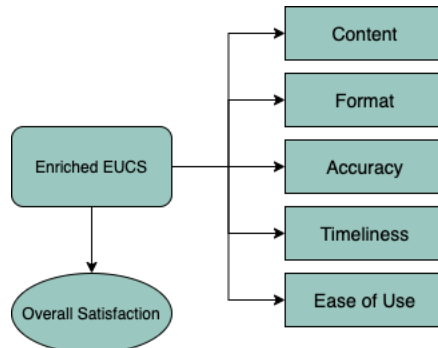 Content
Format
Enriched EUCS
Accuracy
Timeliness
Ease of Use
Overall Satisfaction